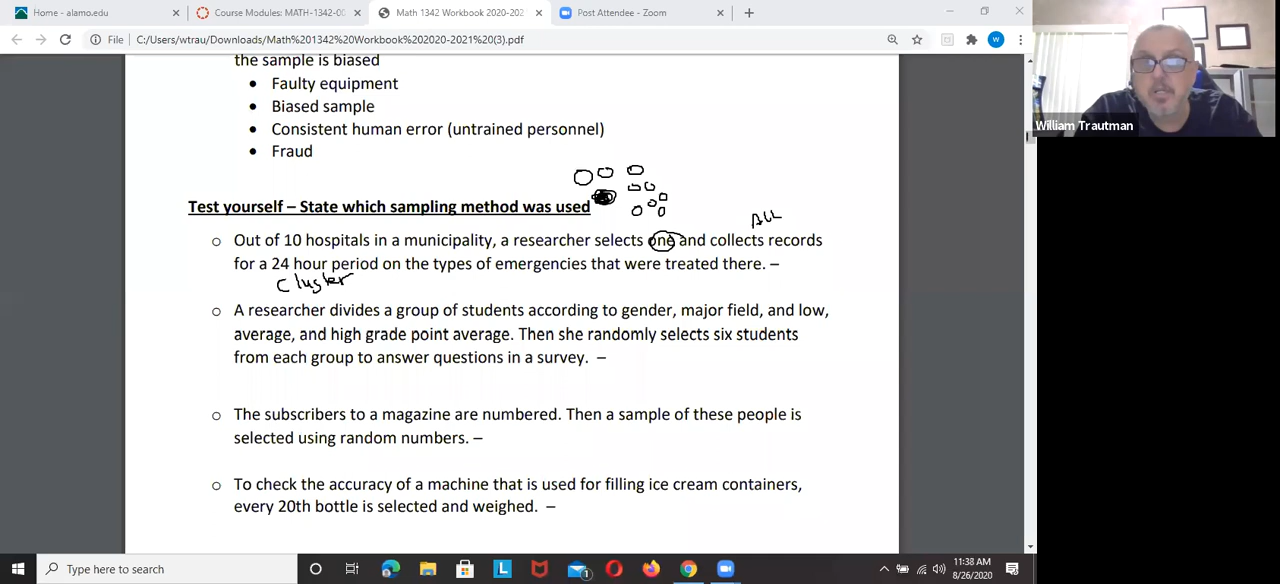 Home - alamo.edu
Course Modules: MATH-1342-00
Math 1342 Workbook 2020-202
Post Attendee - Zoom
File
C:/Users/wtrau/Downloads/Math%201342%20Workbook%202020-2021%20(3).pdf
W
William Trautman
the sample is biased
• Faulty equipment
• Biased sample
• Consistent human error (untrained personnel)
• Fraud
Test yourself – State which sampling method was used
All
o Out of 10 hospitals in a municipality, a researcher selects one and collects records
for a 24 hour period on the types of emergencies that were treated there. –
Cluster
o A researcher divides a group of students according to gender, major field, and low,
average, and high grade point average. Then she randomly selects six students
from each group to answer questions in a survey. –
o The subscribers to a magazine are numbered. Then a sample of these people is
selected using random numbers. –
o To check the accuracy of a machine that is used for filling ice cream containers,
every 20th bottle is selected and weighed. –
Type here to search
L
1
11:38 AM
8/26/2020